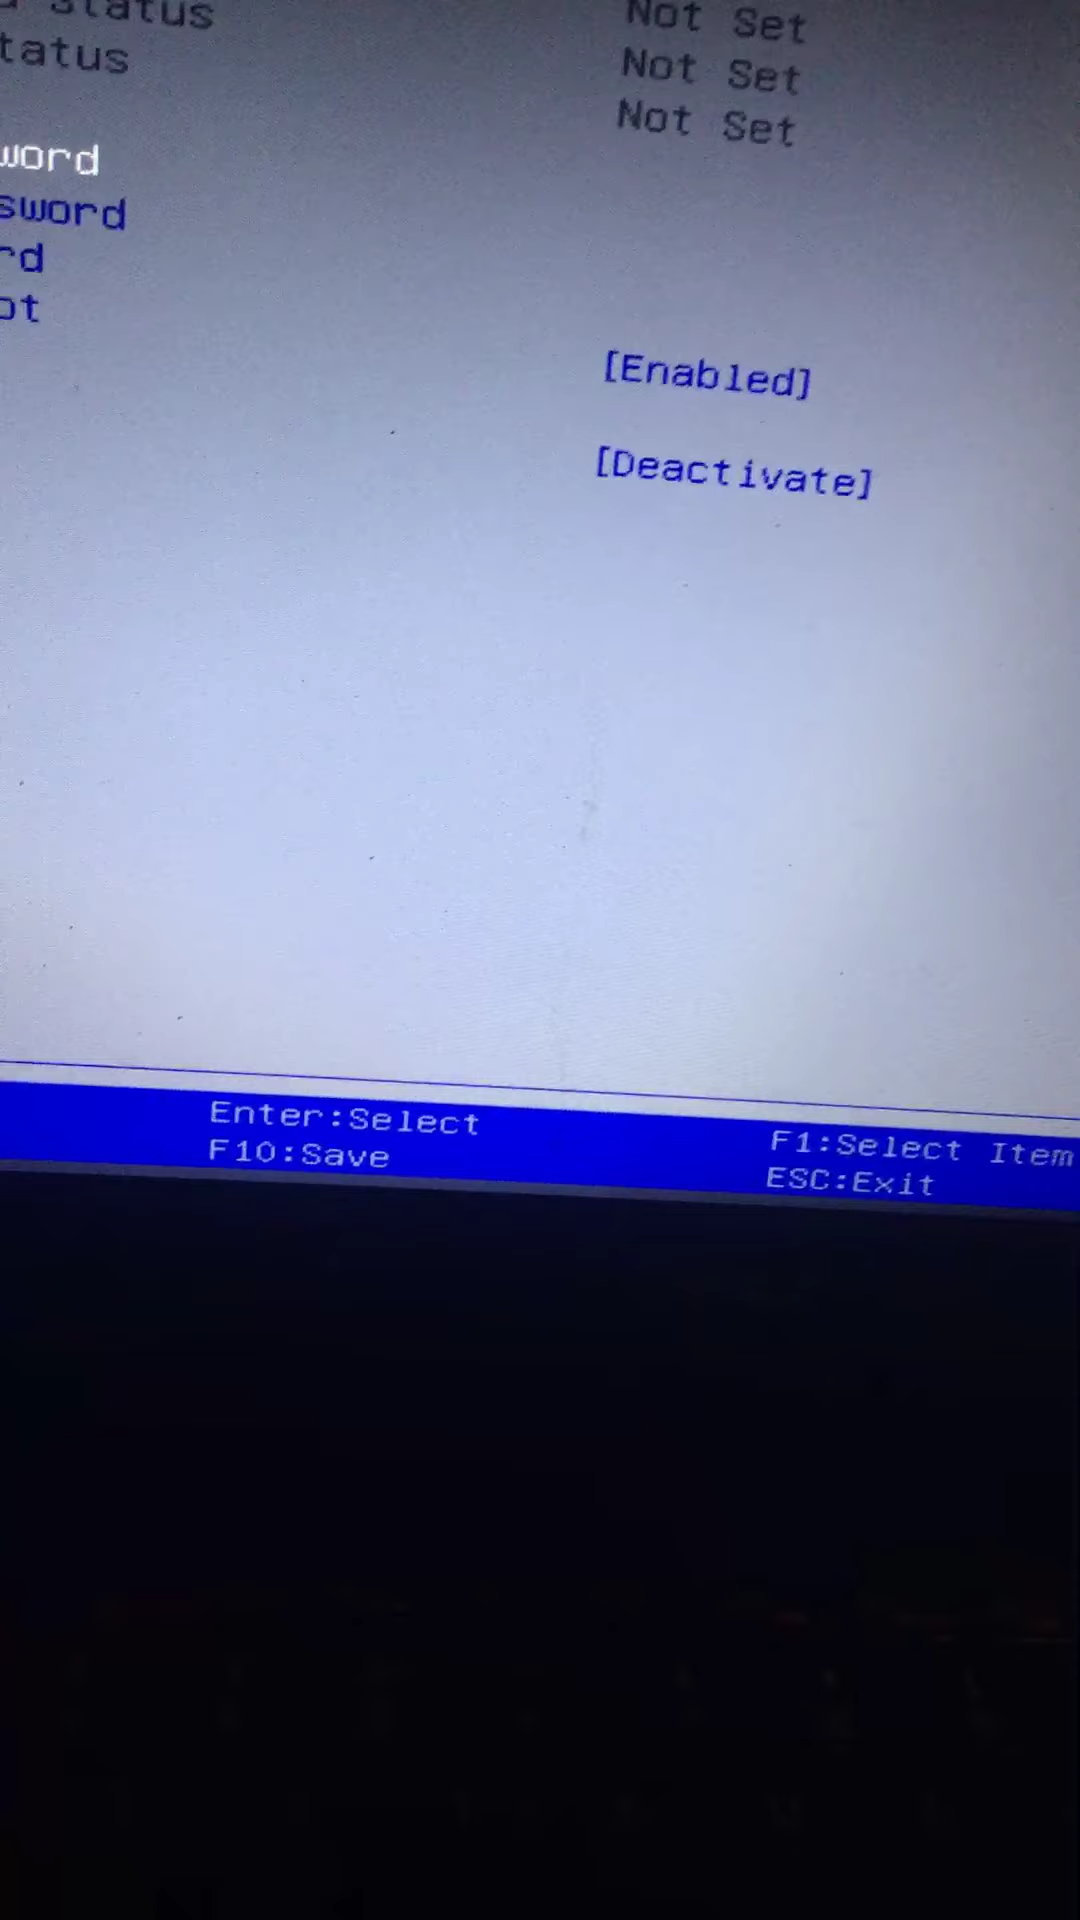 status Not Set
tatus Not Set
Not Set
word
sword
rd
ot
[Enabled]
[Deactivate]
Enter:Select F1:Select Item
F10:Save ESC:Exit